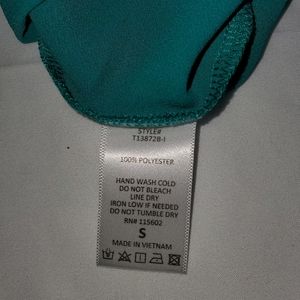 STYLE#
T13872B-I
100% POLYESTER
HAND WASH COLD
DO NOT BLEACH
LINE DRY
IRON LOW IF NEEDED
DO NOT TUMBLE DRY
RN# 115602
S
MADE IN VIETNAM